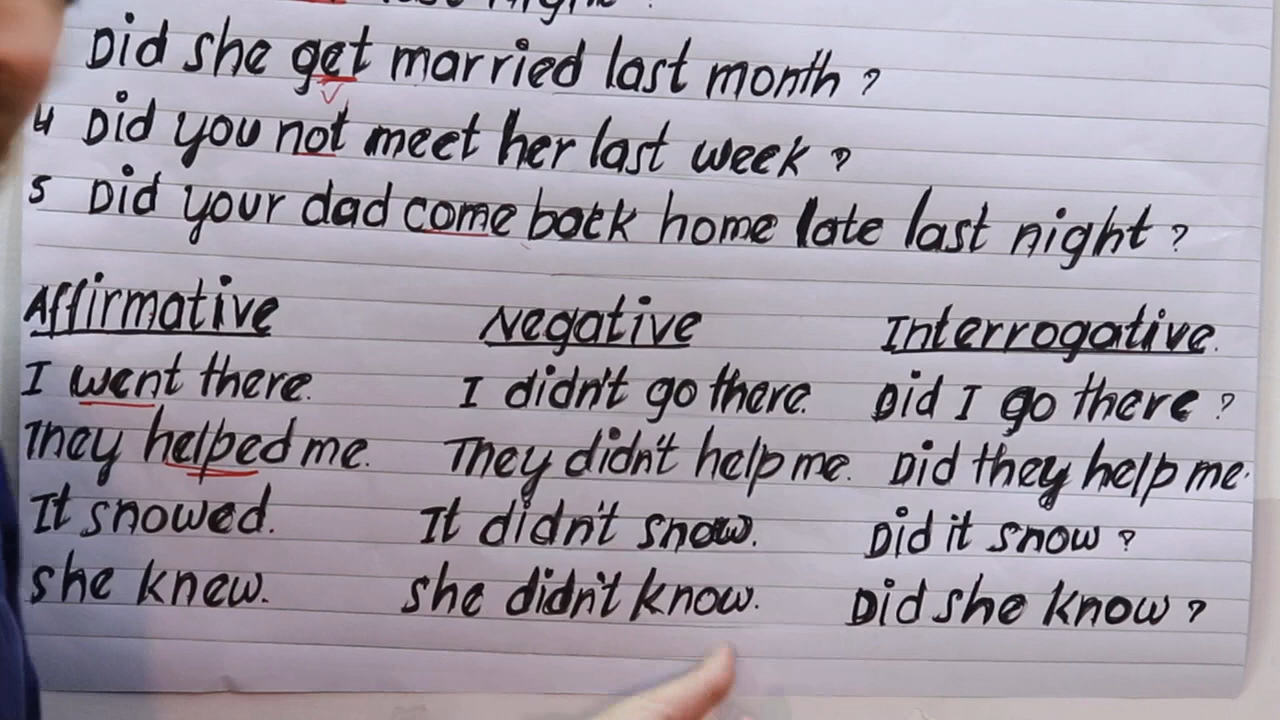 last night ?
Did she get married last month ?
4 Did you not meet her last week ?
5 Did your dad come back home late last night ?
Affirmative Negative Interrogative.
I went there. I didn't go there. Did I go there ?
They helped me. They didn't help me. Did they help me.
It snowed. It didn't snow. Did it snow ?
She knew. She didn't know. Did she know ?